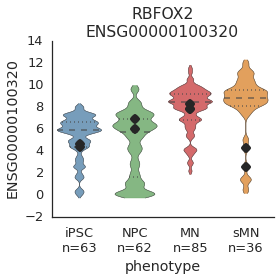 RBFOX2
ENSG00000100320
14
12
10
8
6
4
2
0
−2
ENSG00000100320
iPSC NPC MN sMN
n=63 n=62 n=85 n=36
phenotype